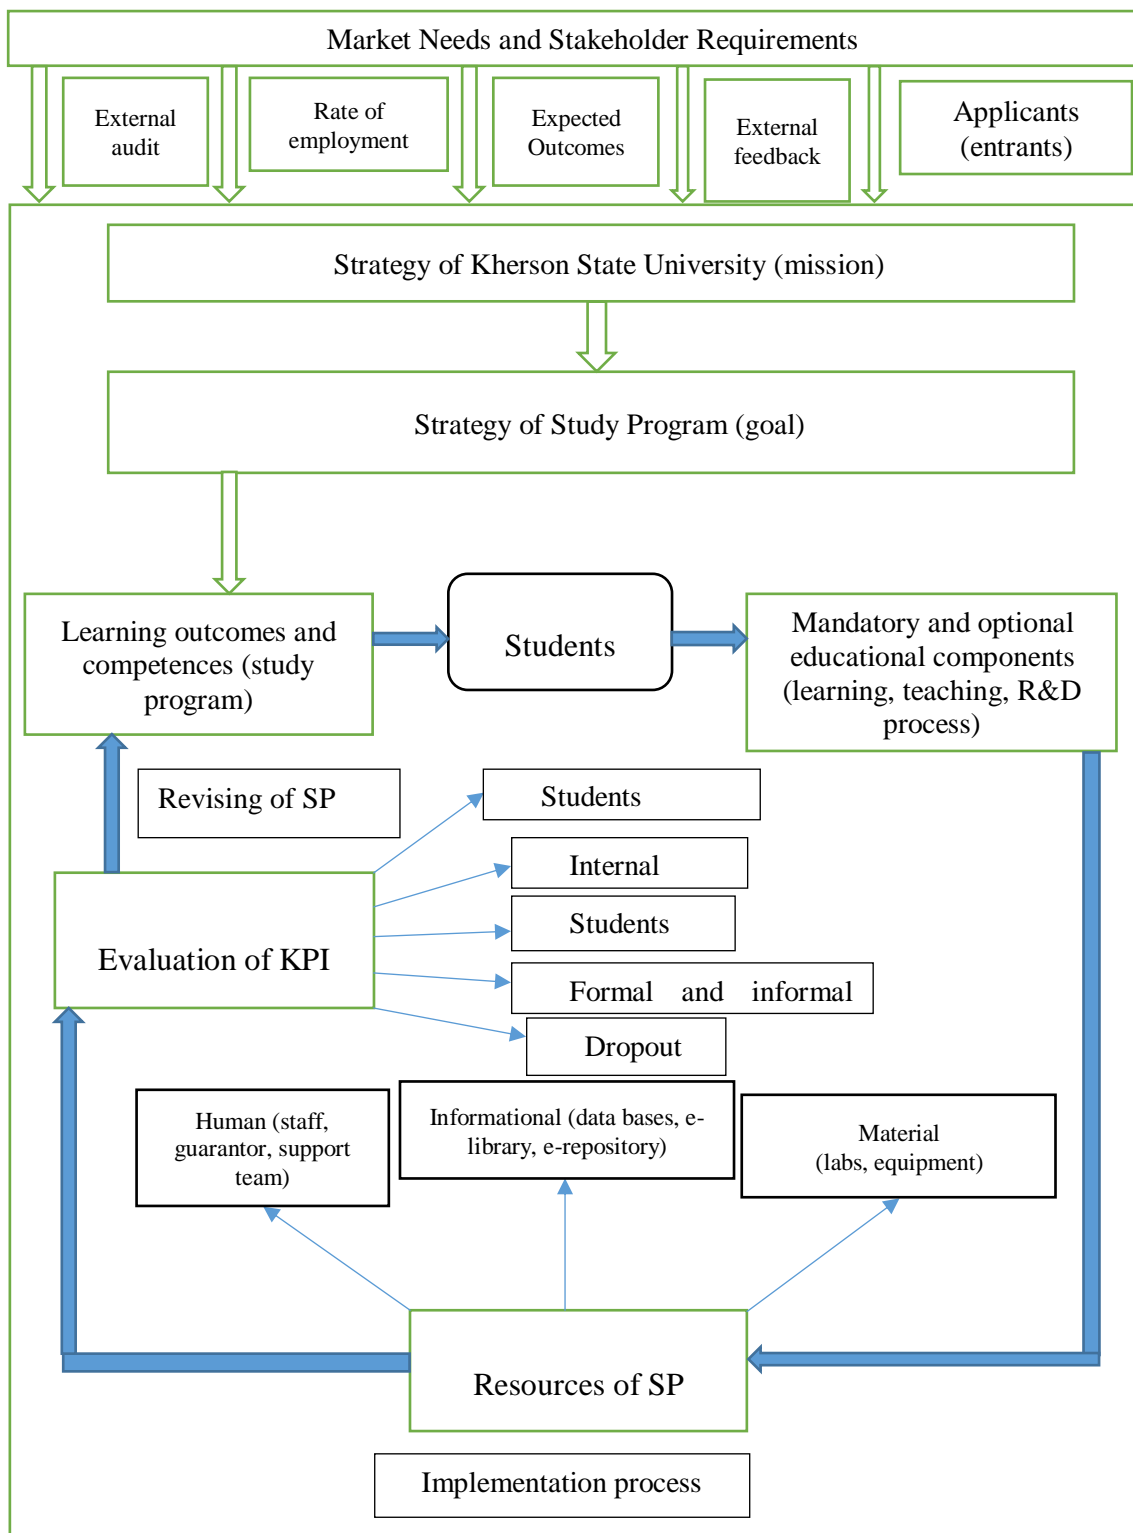 Market Needs and Stakeholder Requirements
External
audit
Rate of
employment
Expected
Outcomes
External
feedback
Applicants
(entrants)
Strategy of Kherson State University (mission)
Strategy of Study Program (goal)
Learning outcomes and
competences (study
program)
Students
Mandatory and optional
educational components
(learning, teaching, R&D
process)
Revising of SP
Students
Internal
Students
Formal and informal
Dropout
Evaluation of KPI
Human (staff,
guarantor, support
team)
Informational (data bases, e-
library, e-repository)
Material
(labs, equipment)
Resources of SP
Implementation process